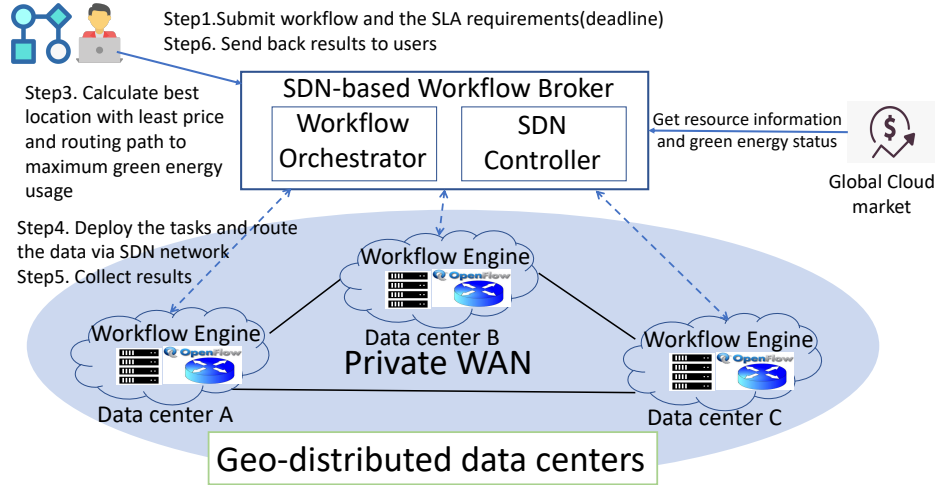 Step1.Submit workflow and the SLA requirements(deadline)
Step6. Send back results to users
SDN-based Workflow Broker
Workflow
Orchestrator
SDN
Controller
Step3. Calculate best
location with least price
and routing path to
maximum green energy
usage
Get resource information
and green energy status
$
Global Cloud
market
Step4. Deploy the tasks and route
the data via SDN network
Step5. Collect results
Workflow Engine
OpenFlow
Data center B
Workflow Engine
OpenFlow
Data center A
Private WAN
Workflow Engine
OpenFlow
Data center C
Geo-distributed data centers